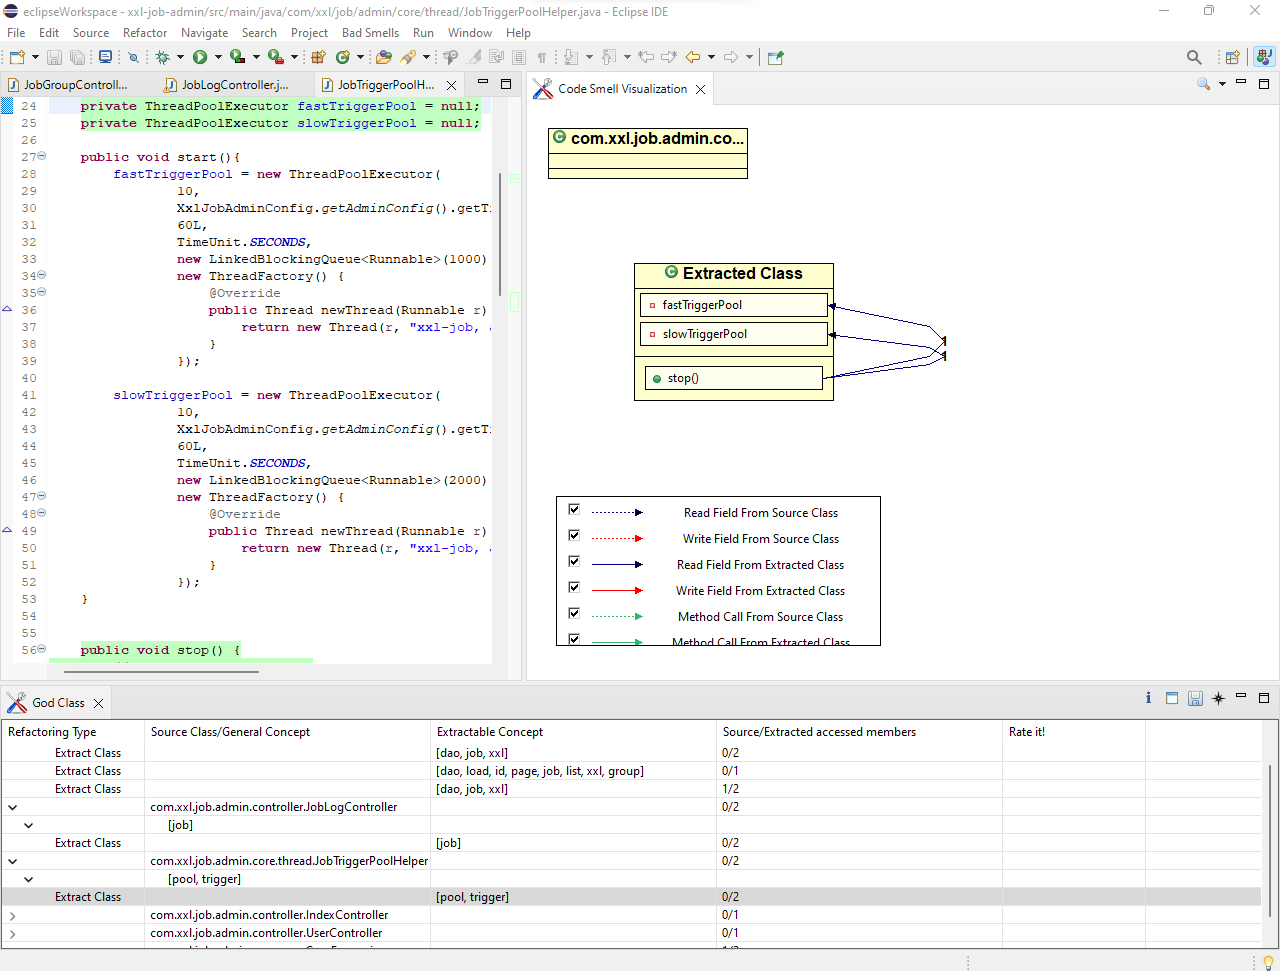 eclipseWorkspace - xxl-job-admin/src/main/java/com/xxl/job/admin/core/thread/JobTriggerPoolHelper.java - Eclipse IDE
File Edit Source Refactor Navigate Search Project Bad Smells Run Window Help
JobGroupControll... JobLogController.j... JobTriggerPoolH...
24 private ThreadPoolExecutor fastTriggerPool = null;
25 private ThreadPoolExecutor slowTriggerPool = null;
26
27 public void start(){
28 fastTriggerPool = new ThreadPoolExecutor(
29 10,
30 XxlJobAdminConfig.getAdminConfig().getT
31 60L,
32 TimeUnit.SECONDS,
33 new LinkedBlockingQueue<Runnable>(1000)
34 new ThreadFactory() {
35 @Override
36 public Thread newThread(Runnable r)
37 return new Thread(r, "xxl-job,
38 }
39 });
40
41 slowTriggerPool = new ThreadPoolExecutor(
42 10,
43 XxlJobAdminConfig.getAdminConfig().getT
44 60L,
45 TimeUnit.SECONDS,
46 new LinkedBlockingQueue<Runnable>(2000)
47 new ThreadFactory() {
48 @Override
49 public Thread newThread(Runnable r)
50 return new Thread(r, "xxl-job,
51 }
52 });
53 }
54
55
56 public void stop() {
Code Smell Visualization
com.xxl.job.admin.co...
Extracted Class
fastTriggerPool
slowTriggerPool
stop()
Read Field From Source Class
Write Field From Source Class
Read Field From Extracted Class
Write Field From Extracted Class
Method Call From Source Class
Method Call From Extracted Class
God Class
Refactoring Type Source Class/General Concept Extractable Concept Source/Extracted accessed members Rate it!
Extract Class [dao, job, xxl] 0/2
Extract Class [dao, load, id, page, job, list, xxl, group] 0/1
Extract Class [dao, job, xxl] 1/2
com.xxl.job.admin.controller.JobLogController 0/2
[job]
Extract Class [job] 0/2
com.xxl.job.admin.core.thread.JobTriggerPoolHelper 0/2
[pool, trigger]
Extract Class [pool, trigger] 0/2
com.xxl.job.admin.controller.IndexController 0/1
com.xxl.job.admin.controller.UserController 0/1